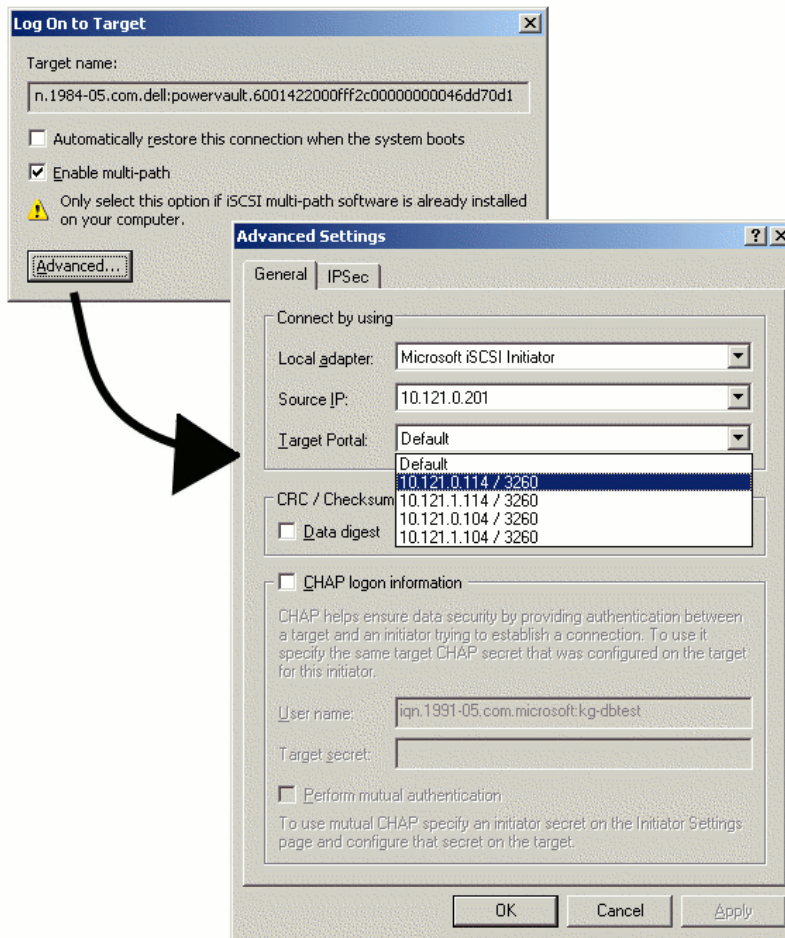 Log On to Target
Target name:
n.1984-05.com.dell:powervault.6001422000fff2c00000000046dd70d1
Automatically restore this connection when the system boots
Enable multi-path
Only select this option if iSCSI multi-path software is already installed
on your computer.
Advanced...
Advanced Settings
General
IPSec
Connect by using
Local adapter:
Microsoft iSCSI Initiator
Source IP:
10.121.0.201
Target Portal:
Default
Default
10.121.0.114 / 3260
10.121.1.114 / 3260
10.121.0.104 / 3260
10.121.1.104 / 3260
CRC / Checksum
Data digest
CHAP logon information
CHAP helps ensure data security by providing authentication between
a target and an initiator trying to establish a connection. To use it
specify the same target CHAP secret that was configured on the target
for this initiator.
User name:
iqn.1991-05.com.microsoft:kg-dbtest
Target secret:
Perform mutual authentication
To use mutual CHAP specify an initiator secret on the Initiator Settings
page and configure that secret on the target.
OK
Cancel
Apply